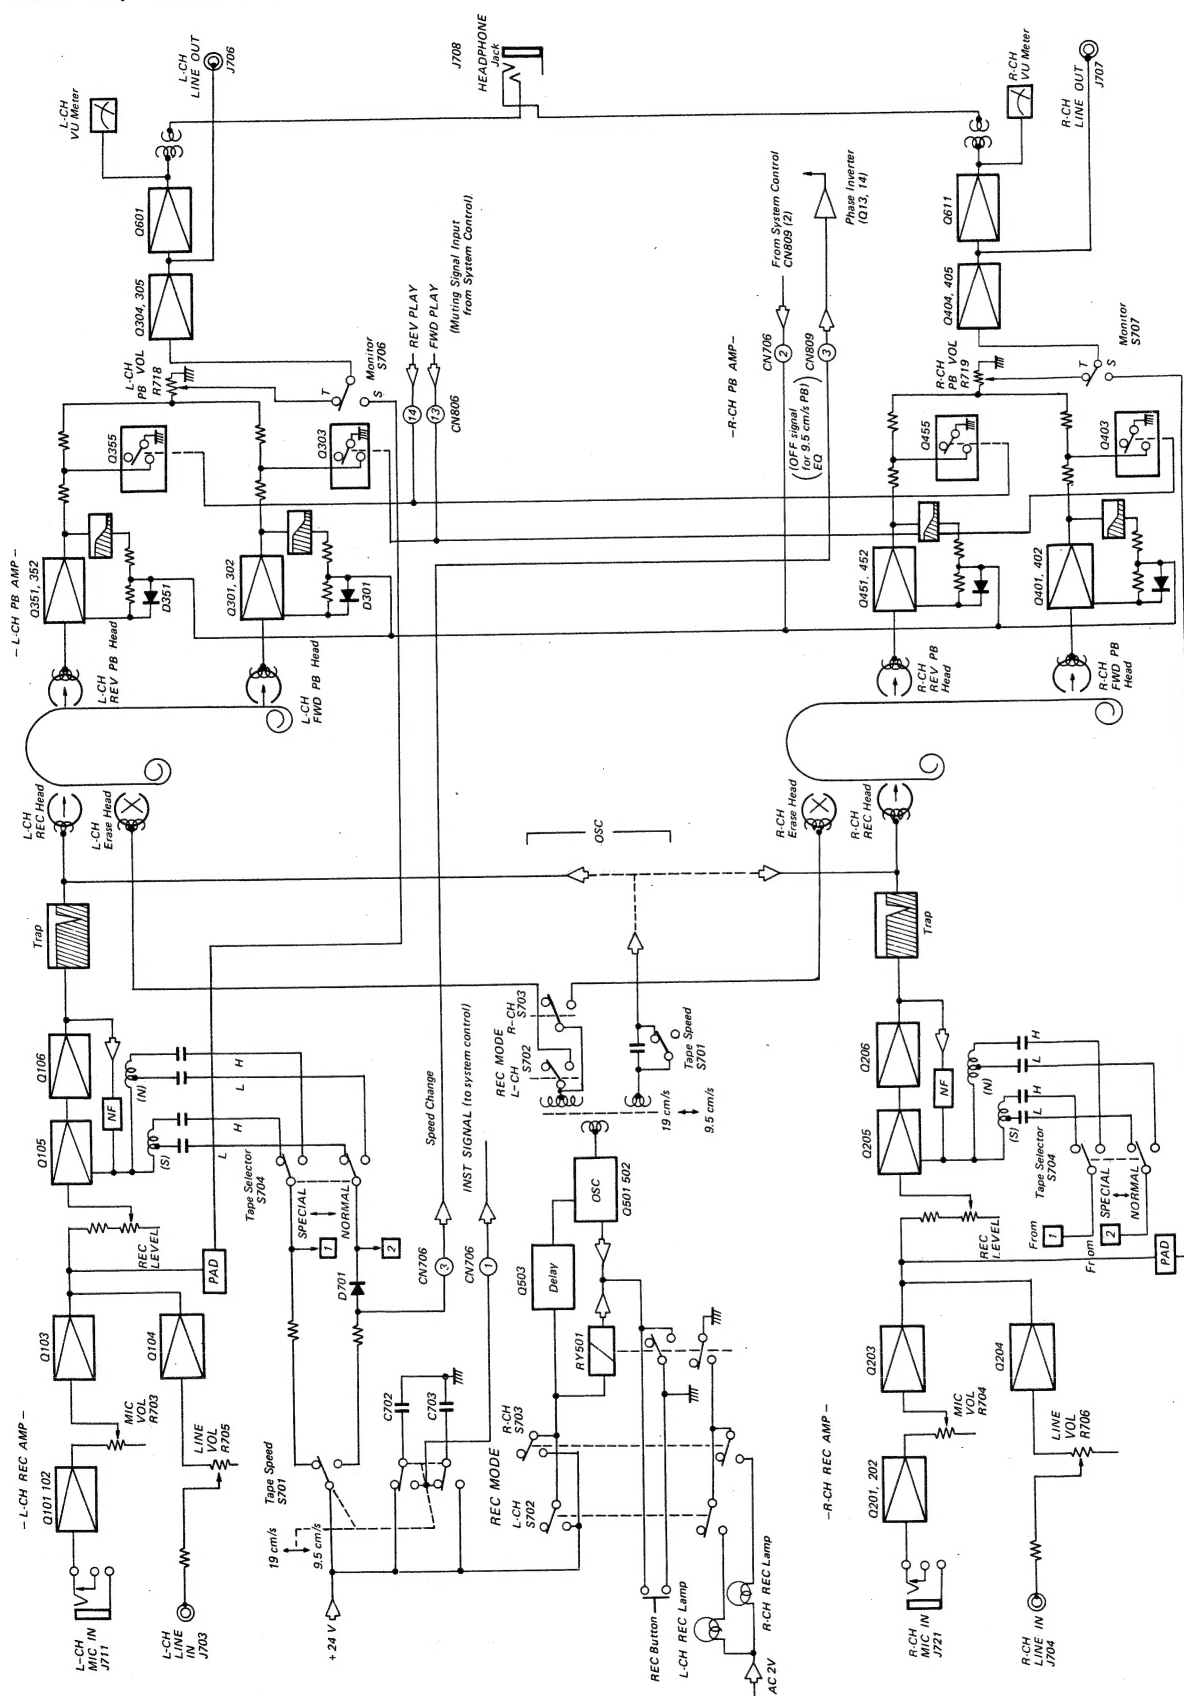 – L-CH REC AMP –
L-CH
MIC IN
J711
Q101 102
MIC
VOL
R703
Q103
L-CH
LINE
IN
J703
LINE
VOL
R705
Q104
REC
LEVEL
PAD
Q105
Q106
NF
(N)
(S)
H
L
H
L
Trap
L-CH
REC Head
L-CH
Erase Head
– L-CH PB AMP –
L-CH
REV PB Head
L-CH
FWD PB Head
Q351, 352
D351
Q301, 302
D301
Q355
Q303
L-CH
PB VOL
R718
T
S
Monitor
S706
Q304, 305
Q601
L-CH
VU Meter
L-CH
LINE OUT
J706
J708
HEADPHONE
Jack
14
REV PLAY
13
FWD PLAY
CN806
(Muting Signal Input
from System Control)
Tape Selector
S704
SPECIAL
NORMAL
1
2
D701
Tape Speed
S701
19 cm/s
9.5 cm/s
+24 V
C702
C703
CN706
3
Speed Change
CN706
1
INST SIGNAL (to system control)
REC MODE
L-CH
S702
R-CH
S703
Q503
Delay
OSC
Q501 502
RY501
REC MODE
L-CH
S702
R-CH
S703
19 cm/s
9.5 cm/s
Tape Speed
S701
OSC
REC Button
L-CH REC Lamp
R-CH REC Lamp
AC 2V
–R-CH PB AMP–
CN706
2
From System Control
CN809 (2)
(OFF signal
for 9.5 cm/s PB)
EQ
CN809
3
Phase Inverter
(Q13, 14)
–R-CH REC AMP –
R-CH
MIC IN
J721
Q201, 202
MIC
VOL
R704
Q203
R-CH
LINE IN
J704
LINE
VOL
R706
Q204
REC
LEVEL
PAD
From
1
From
2
SPECIAL
NORMAL
Tape Selector
S704
Q205
Q206
NF
(N)
(S)
H
L
H
L
Trap
R-CH
Erase Head
R-CH
REC Head
R-CH
REV PB
Head
R-CH
FWD PB
Head
Q451, 452
Q401, 402
Q455
Q403
R-CH
PB VOL
R719
T
S
Monitor
S707
Q404, 405
Q611
R-CH
VU Meter
R-CH
LINE OUT
J707